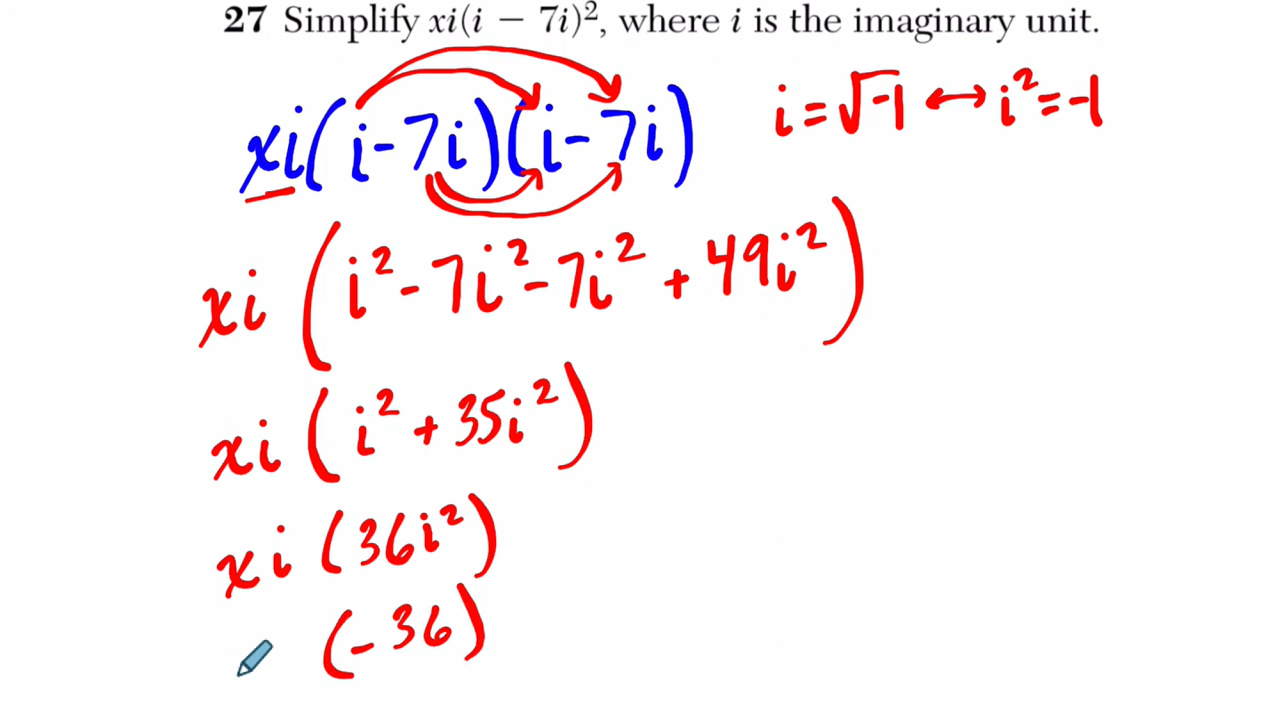 27 Simplify xi(i − 7i)², where i is the imaginary unit.
xi(i-7i)(i-7i)
i=√-1 ↔ i²=-1
xi (i²-7i²-7i²+49i²)
xi (i²+35i²)
xi (36i²)
(-36)